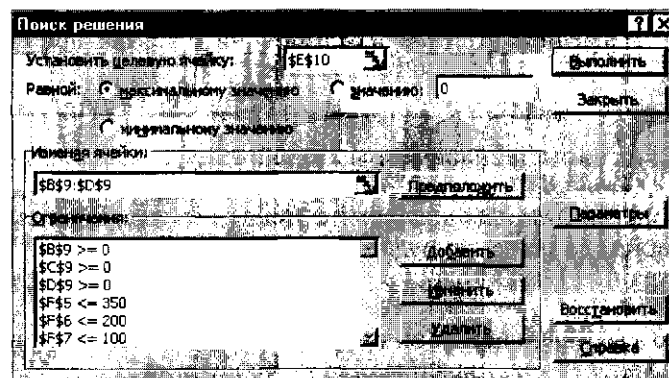 Поиск решения
Установить целевую ячейку: $E$10
Выполнить
Равной: максимальному значению значению: 0
Закрыть
минимальному значению
Изменяя ячейки:
$B$9:$D$9
Предположить
Ограничения:
Параметры
$B$9 >= 0
$C$9 >= 0
$D$9 >= 0
$F$5 <= 350
$F$6 <= 200
$F$7 <= 100
Добавить
Изменить
Удалить
Восстановить
Справка